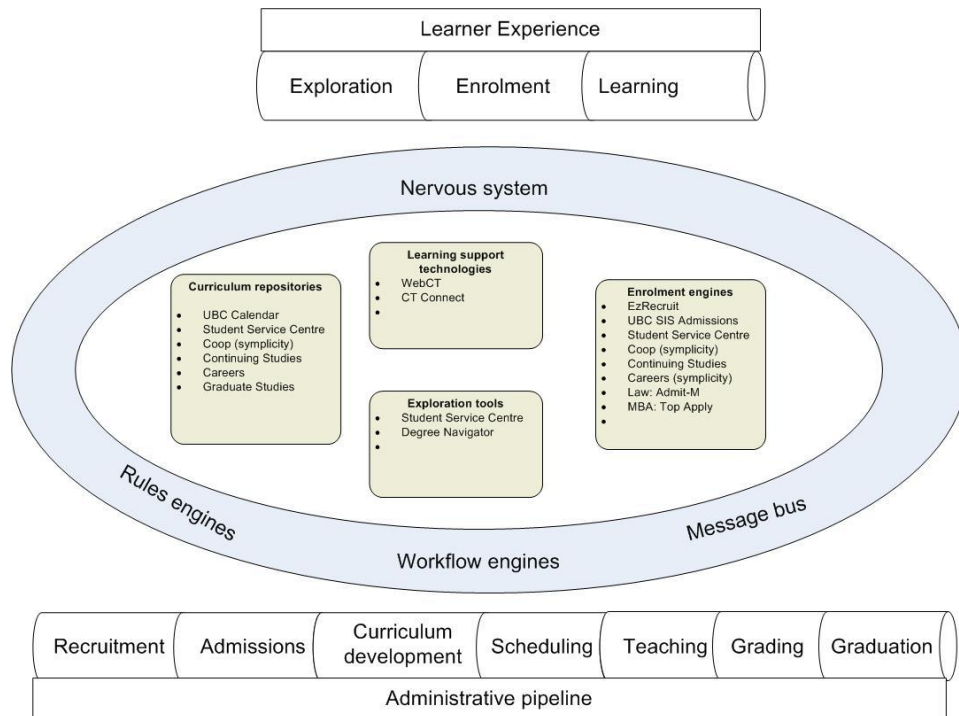 Learner Experience
Exploration
Enrolment
Learning
Nervous system
Learning support
technologies
• WebCT
• CT Connect
•
Curriculum repositories
• UBC Calendar
• Student Service Centre
• Coop (symplicity)
• Continuing Studies
• Careers
• Graduate Studies
Enrolment engines
• EzRecruit
• UBC SIS Admissions
• Student Service Centre
• Coop (symplicity)
• Continuing Studies
• Careers (symplicity)
• Law: Admit-M
• MBA: Top Apply
•
Exploration tools
• Student Service Centre
• Degree Navigator
•
Rules engines
Workflow engines
Message bus
Recruitment
Admissions
Curriculum
development
Scheduling
Teaching
Grading
Graduation
Administrative pipeline